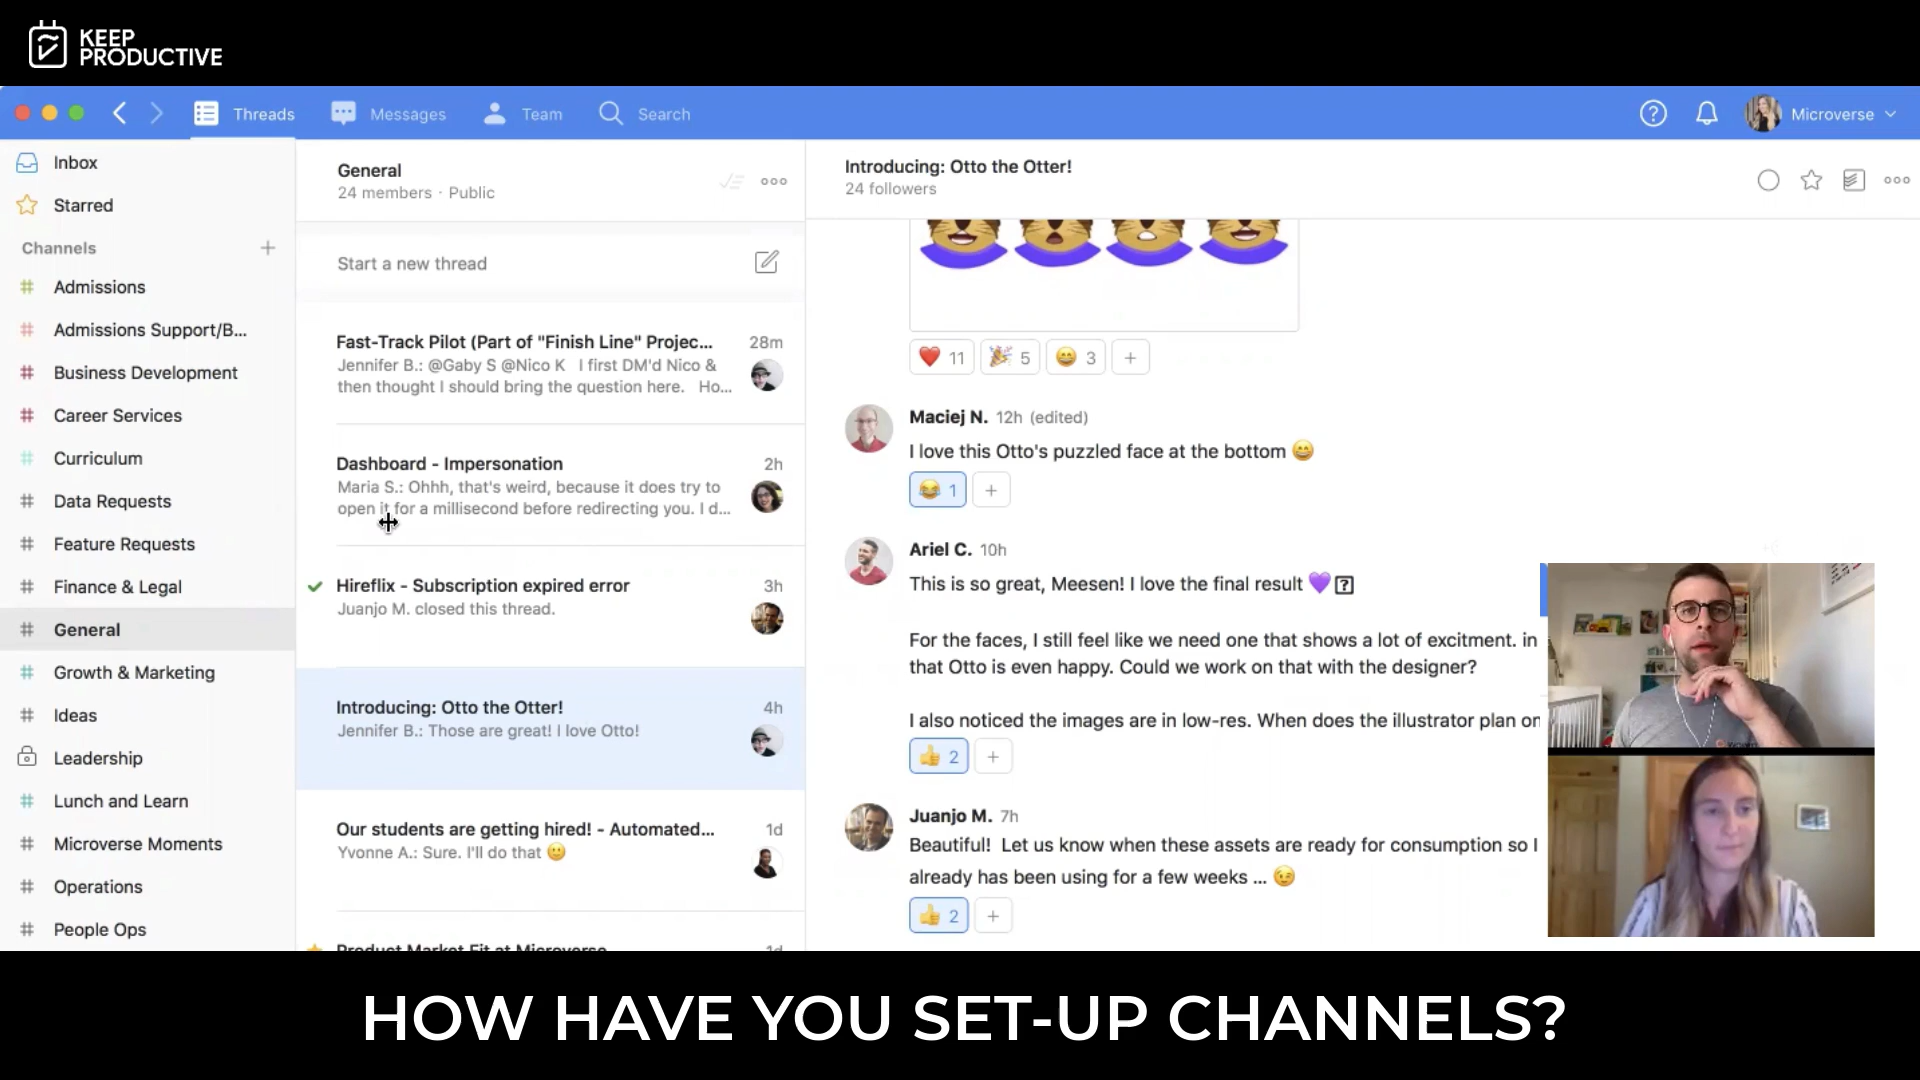 KEEP
PRODUCTIVE
Threads
Messages
Team
Search
Microverse
Inbox
Starred
Channels
# Admissions
# Admissions Support/B...
# Business Development
# Career Services
# Curriculum
# Data Requests
# Feature Requests
# Finance & Legal
# General
# Growth & Marketing
# Ideas
Leadership
# Lunch and Learn
# Microverse Moments
# Operations
# People Ops
General
24 members · Public
Start a new thread
Fast-Track Pilot (Part of "Finish Line" Projec... 28m
Jennifer B.: @Gaby S @Nico K I first DM'd Nico &
then thought I should bring the question here. Ho...
Dashboard - Impersonation 2h
Maria S.: Ohhh, that's weird, because it does try to
open it for a millisecond before redirecting you. I d...
Hireflix - Subscription expired error 3h
Juanjo M. closed this thread.
Introducing: Otto the Otter! 4h
Jennifer B.: Those are great! I love Otto!
Our students are getting hired! - Automated... 1d
Yvonne A.: Sure. I'll do that 🙂
Product Market Fit at Microverse 1d
Introducing: Otto the Otter!
24 followers
❤️ 11 🎉 5 😄 3 +
Maciej N. 12h (edited)
I love this Otto's puzzled face at the bottom 😄
😂 1 +
Ariel C. 10h
This is so great, Meesen! I love the final result 💜 ?
For the faces, I still feel like we need one that shows a lot of excitment. in
that Otto is even happy. Could we work on that with the designer?
I also noticed the images are in low-res. When does the illustrator plan on
👍 2 +
Juanjo M. 7h
Beautiful! Let us know when these assets are ready for consumption so I
already has been using for a few weeks ... 😉
👍 2 +
HOW HAVE YOU SET-UP CHANNELS?